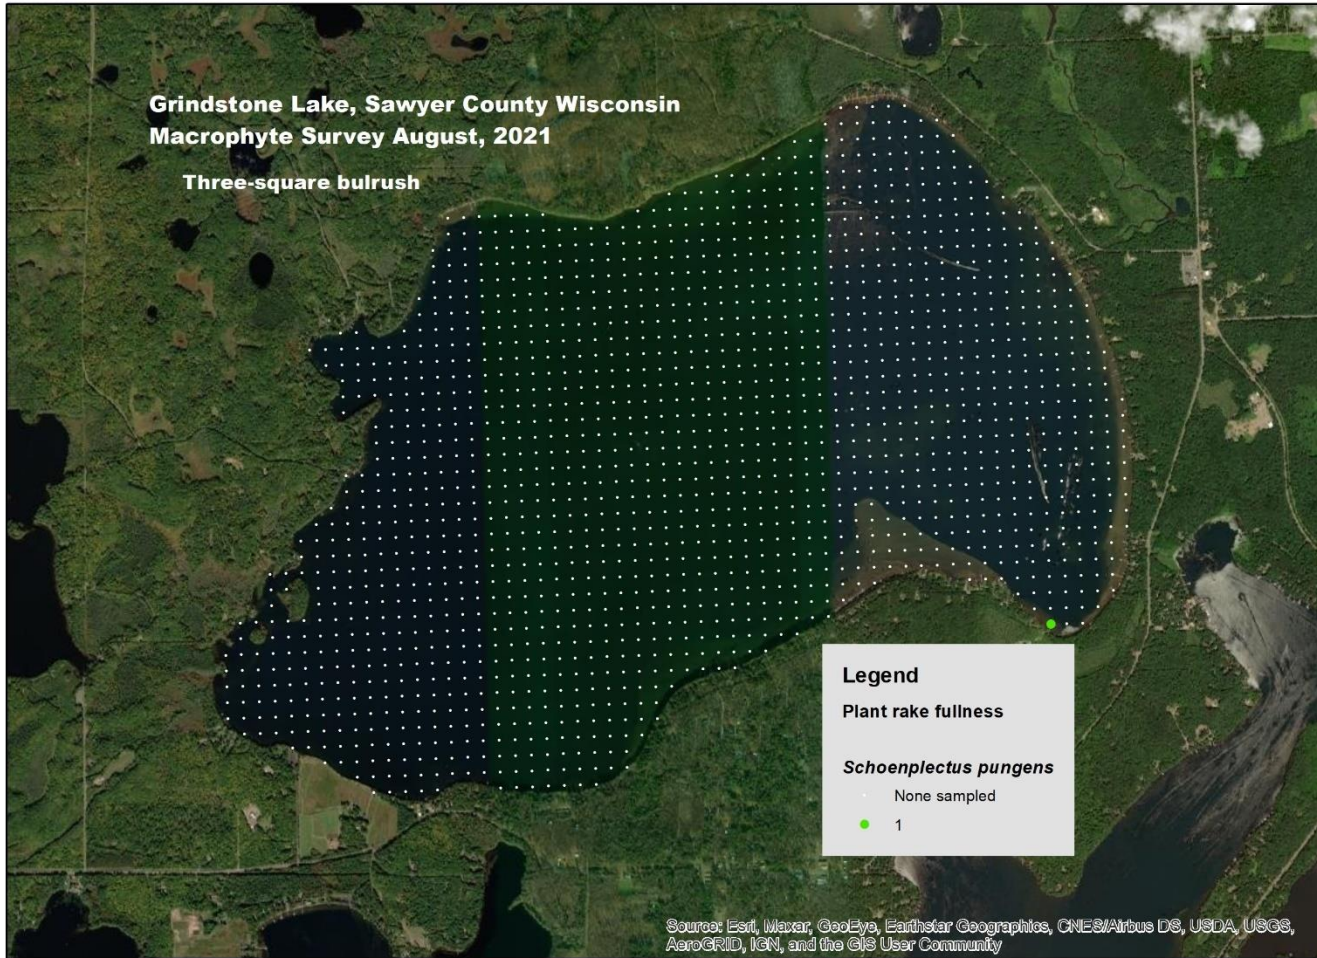 Grindstone Lake, Sawyer County Wisconsin
Macrophyte Survey August, 2021
Three-square bulrush
Legend
Plant rake fullness
Schoenplectus pungens
None sampled
1
Source: Esri, Maxar, GeoEye, Earthstar Geographics, CNES/Airbus DS, USDA, USGS,
AeroGRID, IGN, and the GIS User Community